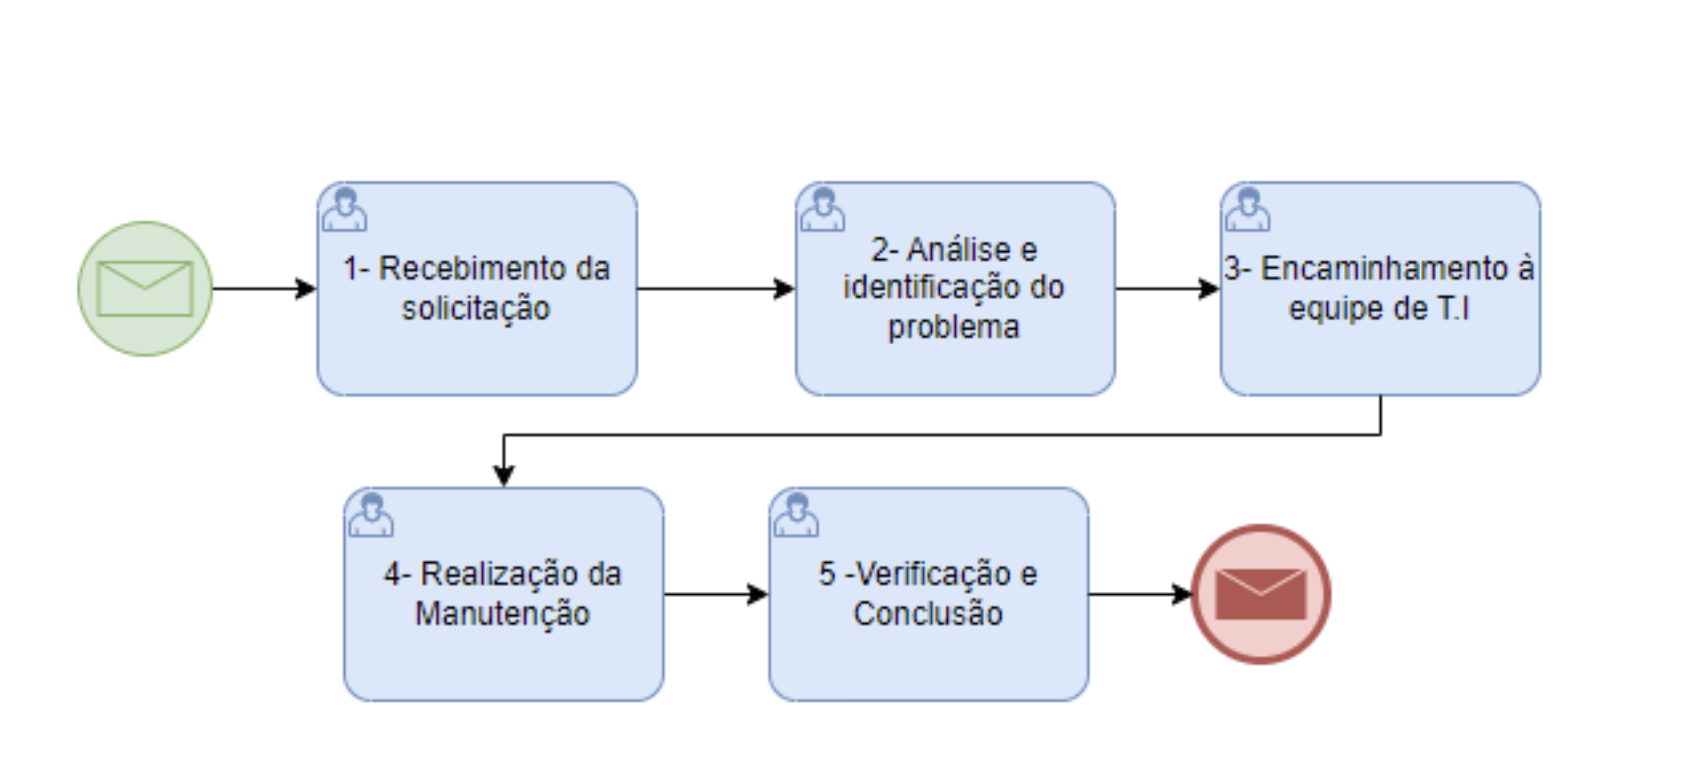 1- Recebimento da
solicitação
2- Análise e
identificação do
problema
3- Encaminhamento à
equipe de T.I
4- Realização da
Manutenção
5 -Verificação e
Conclusão